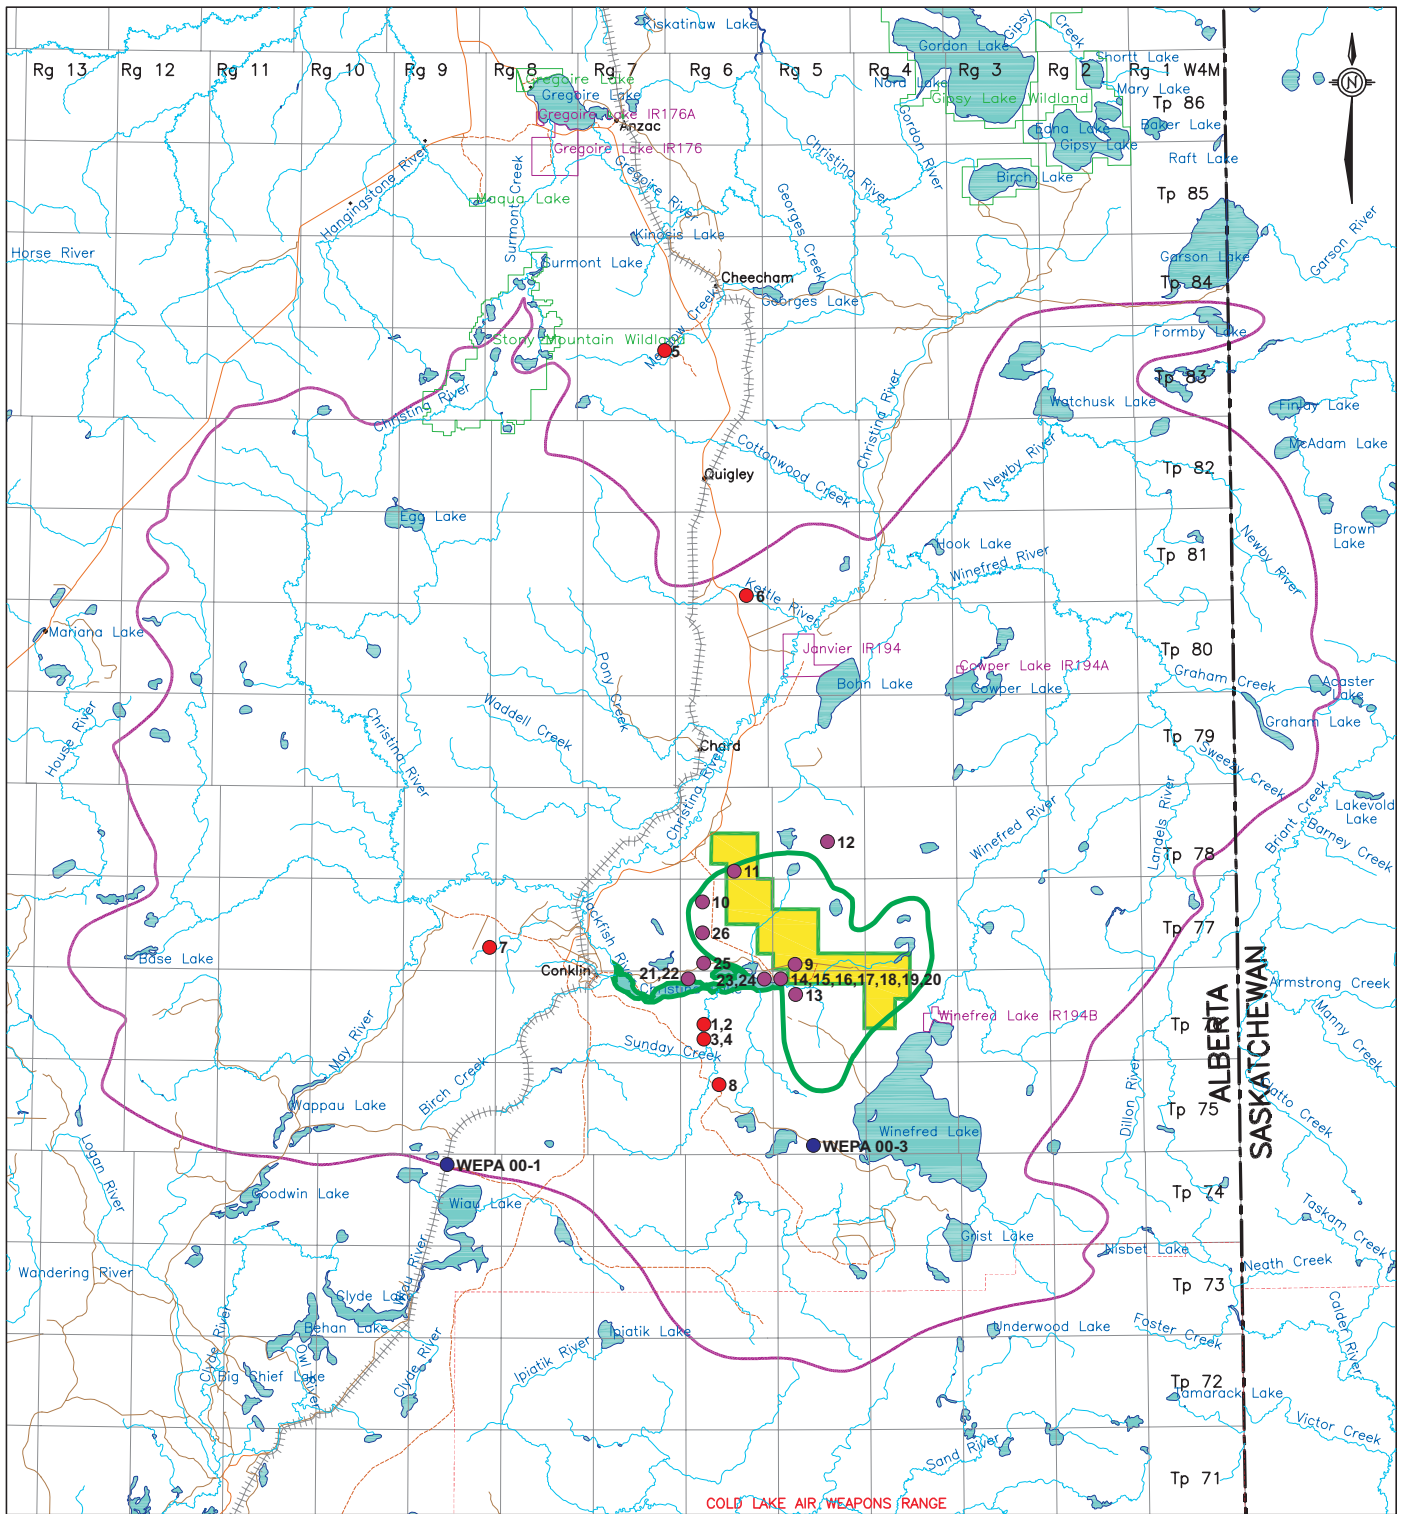 Kiskatinaw Lake
Gordon Lake
Gipsy
Creek
Shortt Lake
Rg 13
Rg 12
Rg 11
Rg 10
Rg 9
Rg 8
Rg 7
Rg 6
Rg 5
Rg 4
Rg 3
Rg 2
Rg 1
W4M
Gregoire Lake
Gregoire Lake
Nora Lake
Mary Lake
Gipsy Lake Wildland
Tp 86
Gregoire Lake IR176A
Anzac
Gordon River
Edna Lake
Baker Lake
Gipsy Lake
Gregoire Lake IR176
Raft Lake
Hangingstone River
Surmont Creek
Gregoire River
Christina River
Birch Lake
Tp 85
Maqua Lake
Georges Creek
Garson River
Kinosis Lake
Horse River
Surmont Lake
Garson Lake
Cheecham
Tp 84
Georges Lake
Formby Lake
Stony Mountain Wildland
5
Tp 83
Christina River
Christina River
Watchusk Lake
Finlay Lake
Cottonwood Creek
McAdam Lake
Newby River
Quigley
Tp 82
Egg Lake
Brown
Lake
Hook Lake
Newby River
Tp 81
Winefred River
Kettle River
6
Mariana Lake
Janvier IR194
Tp 80
Cowper Lake IR194A
Pony Creek
Graham Creek
Bohn Lake
Cowper Lake
Acaster
Lake
House River
Waddell Creek
Christina River
Graham Lake
Tp 79
Chard
Sweezy Creek
Christina River
Landels River
Briant Creek
Lakevold
Lake
Winefred River
Barney Creek
12
Tp 78
11
10
Jackfish River
26
Tp 77
7
Base Lake
Conklin
25
9
21,22
23,24
14,15,16,17,18,19,20
13
ALBERTA
SASKATCHEWAN
Armstrong Creek
Winefred Lake IR194B
1,2
Manny Creek
3,4
Sunday Creek
May River
Birch Creek
8
Dillon River
Wappau Lake
Tp 75
Winefred Lake
WEPA 00-3
Logan River
WEPA 00-1
Goodwin Lake
Wiau Lake
Tp 74
Taskam Creek
Grist Lake
Nisbet Lake
Wandering River
Neath Creek
Tp 73
Clyde Lake
Calder River
Clyde River
Behan Lake
Ipiatik Lake
Underwood Lake
Foster Creek
Owl River
Clyde River
Ipiatik River
Big Shief Lake
Tp 72
Tamarack Lake
Victor Creek
Sand River
Tp 71
COLD LAKE AIR WEAPONS RANGE